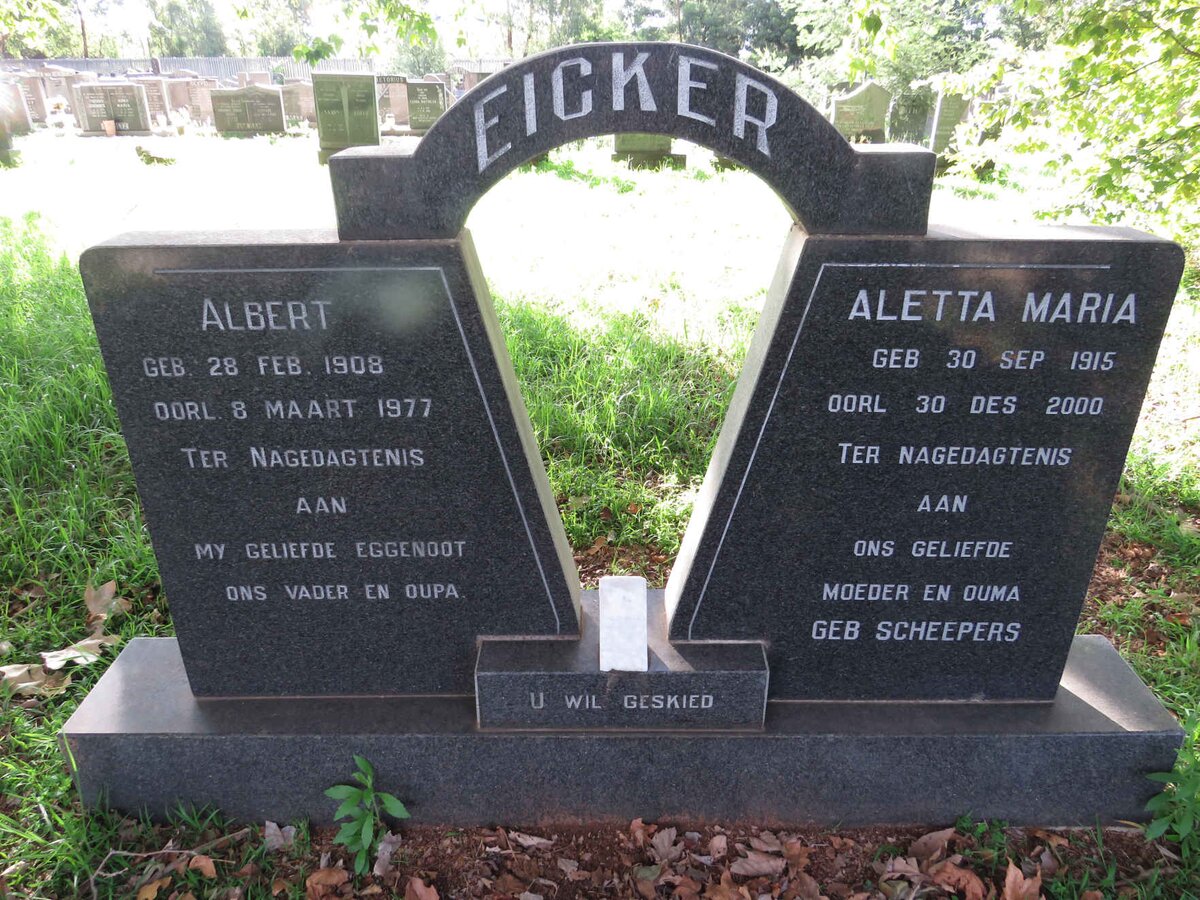 EICKER
ALBERT
GEB. 28 FEB. 1908
OORL. 8 MAART 1977
TER NAGEDAGTENIS
AAN
MY GELIEFDE EGGENOOT
ONS VADER EN OUPA.
ALETTA MARIA
GEB 30 SEP 1915
OORL 30 DES 2000
TER NAGEDAGTENIS
AAN
ONS GELIEFDE
MOEDER EN OUMA
GEB SCHEEPERS
U WIL GESKIED